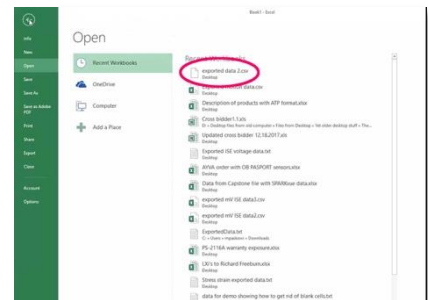 Book1 - Excel
Info
New
Open
Save
Save As
Save as Adobe
PDF
Print
Share
Export
Close
Account
Options
Open
Recent Workbooks
OneDrive
Computer
Add a Place
exported data 2.csv
Desktop
Desktop
Description of products with ATP format.xlsx
Desktop
Cross bidder1.1.xls
Updated cross bidder 12.18.2017.xls
Desktop
Exported ISE voltage data.txt
Desktop
AYVA order with OB PASPORT sensors.xlsx
Desktop
Data from Capstone file with SPARKvue data.xlsx
Desktop
exported mV ISE data3.csv
Desktop
exported mV ISE data2.csv
Desktop
ExportedData.txt
PS-2116A warranty exposure.xlsx
Desktop
to Richard Freebum.xlsx
Desktop
Stress strain exported data.txt
Desktop
data for demo showing how to get rid of blank cells.txt